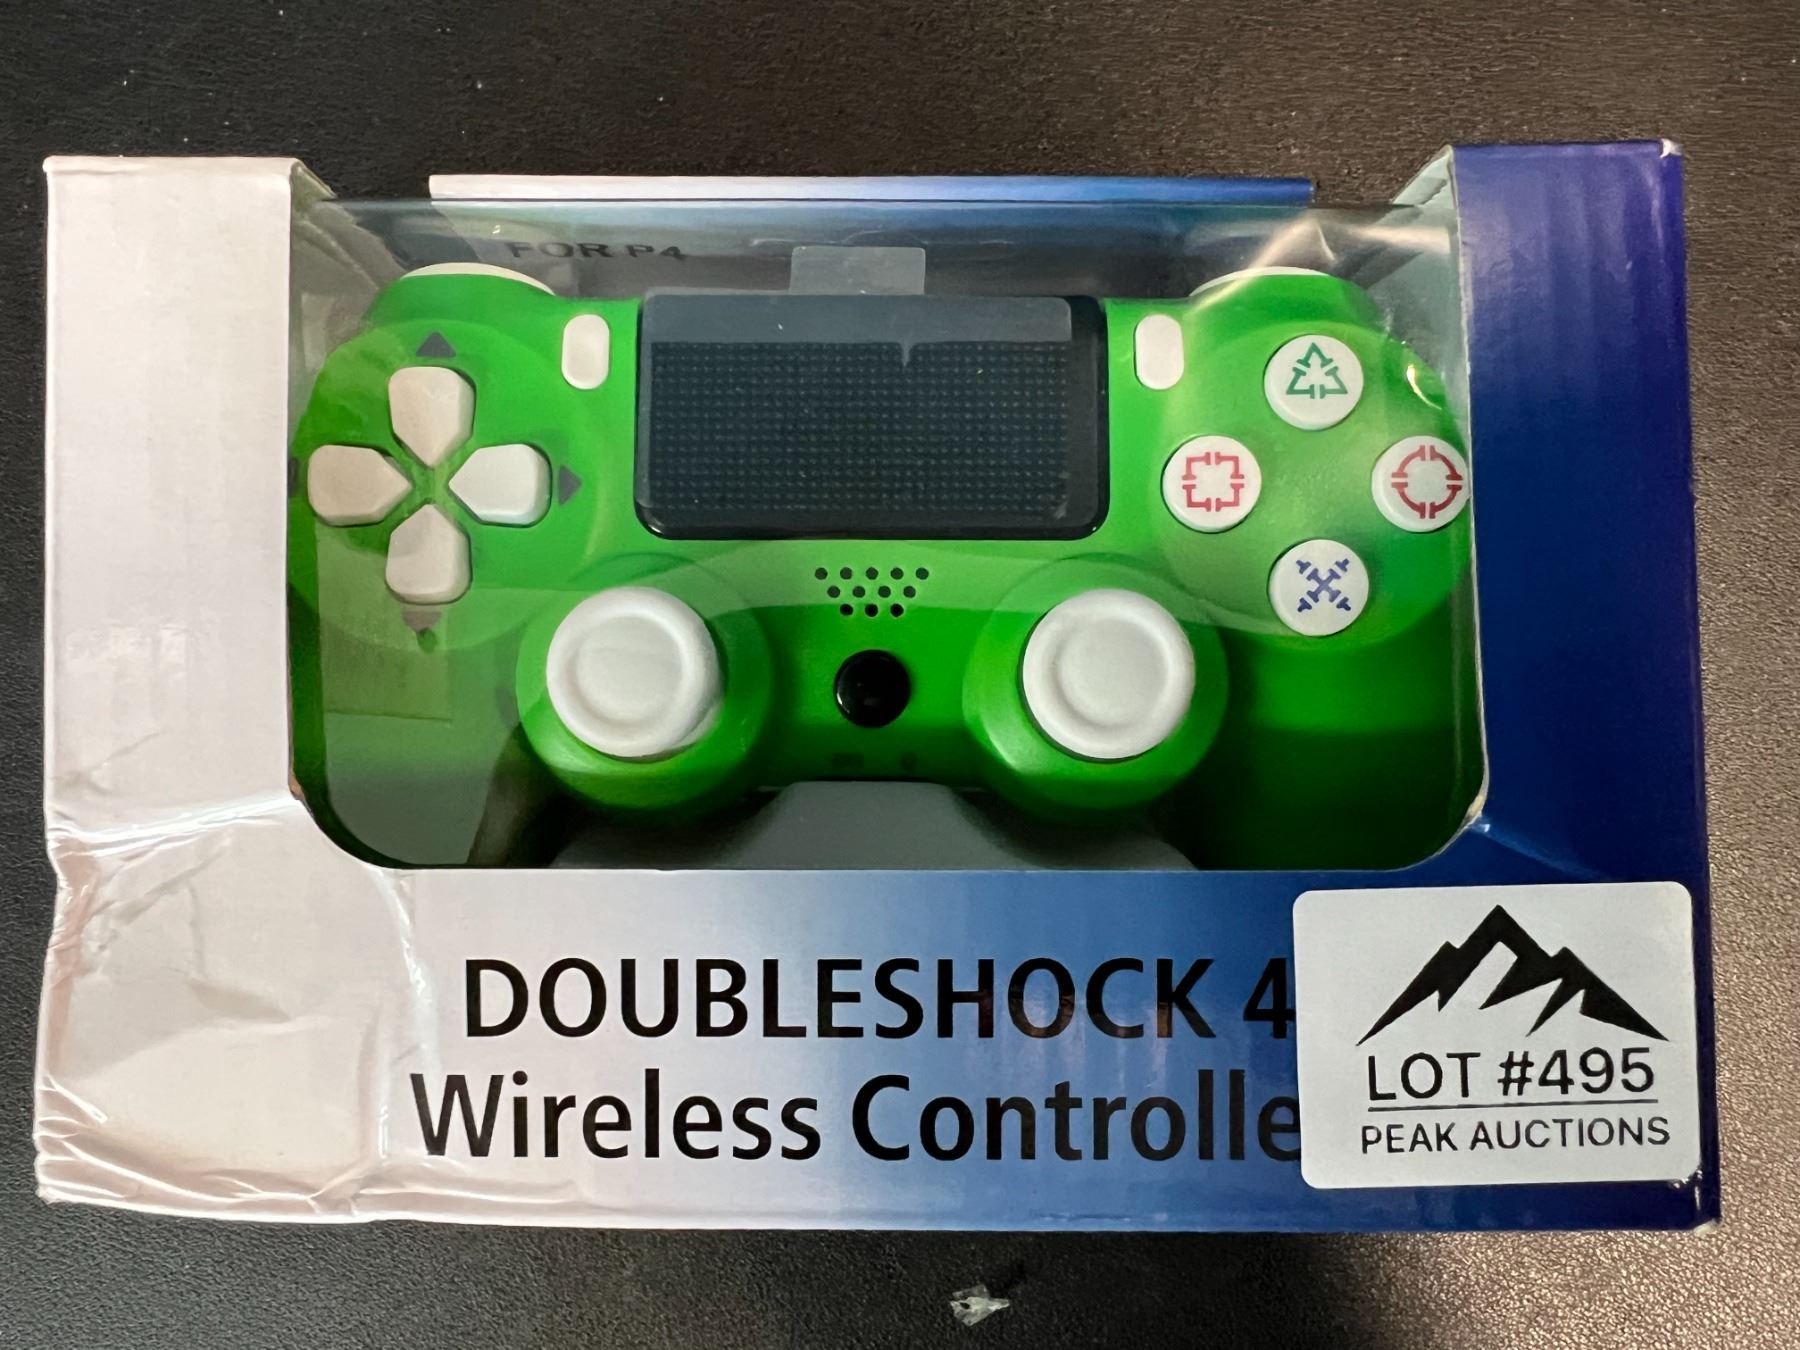 FOR P4
DOUBLESHOCK 4
Wireless Controlle
LOT #495
PEAK AUCTIONS